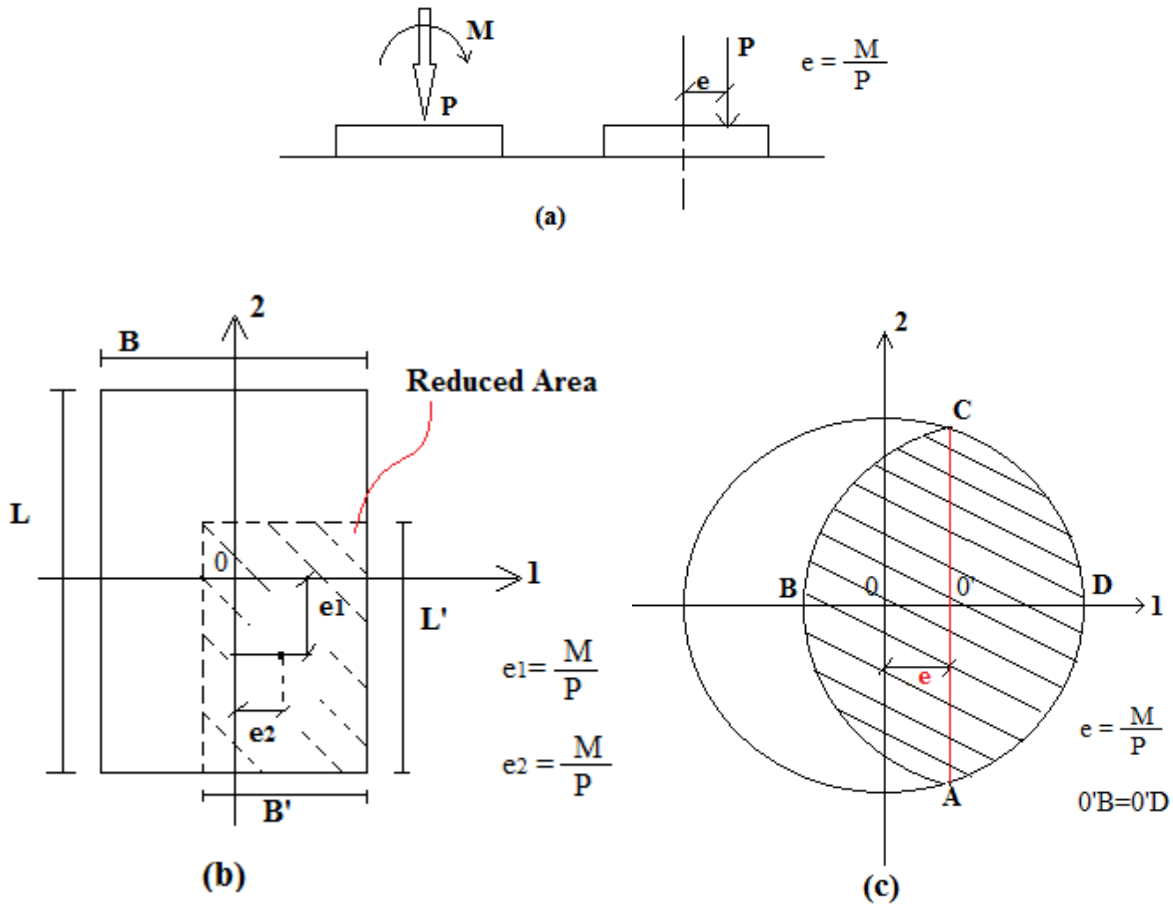 M
P
P
e
e = M/P
(a)
2
B
Reduced Area
L
0
1
e1
L'
e2
B'
e1= M/P
e2 = M/P
(b)
2
C
B
0
0'
D
1
e
A
e = M/P
0'B=0'D
(c)